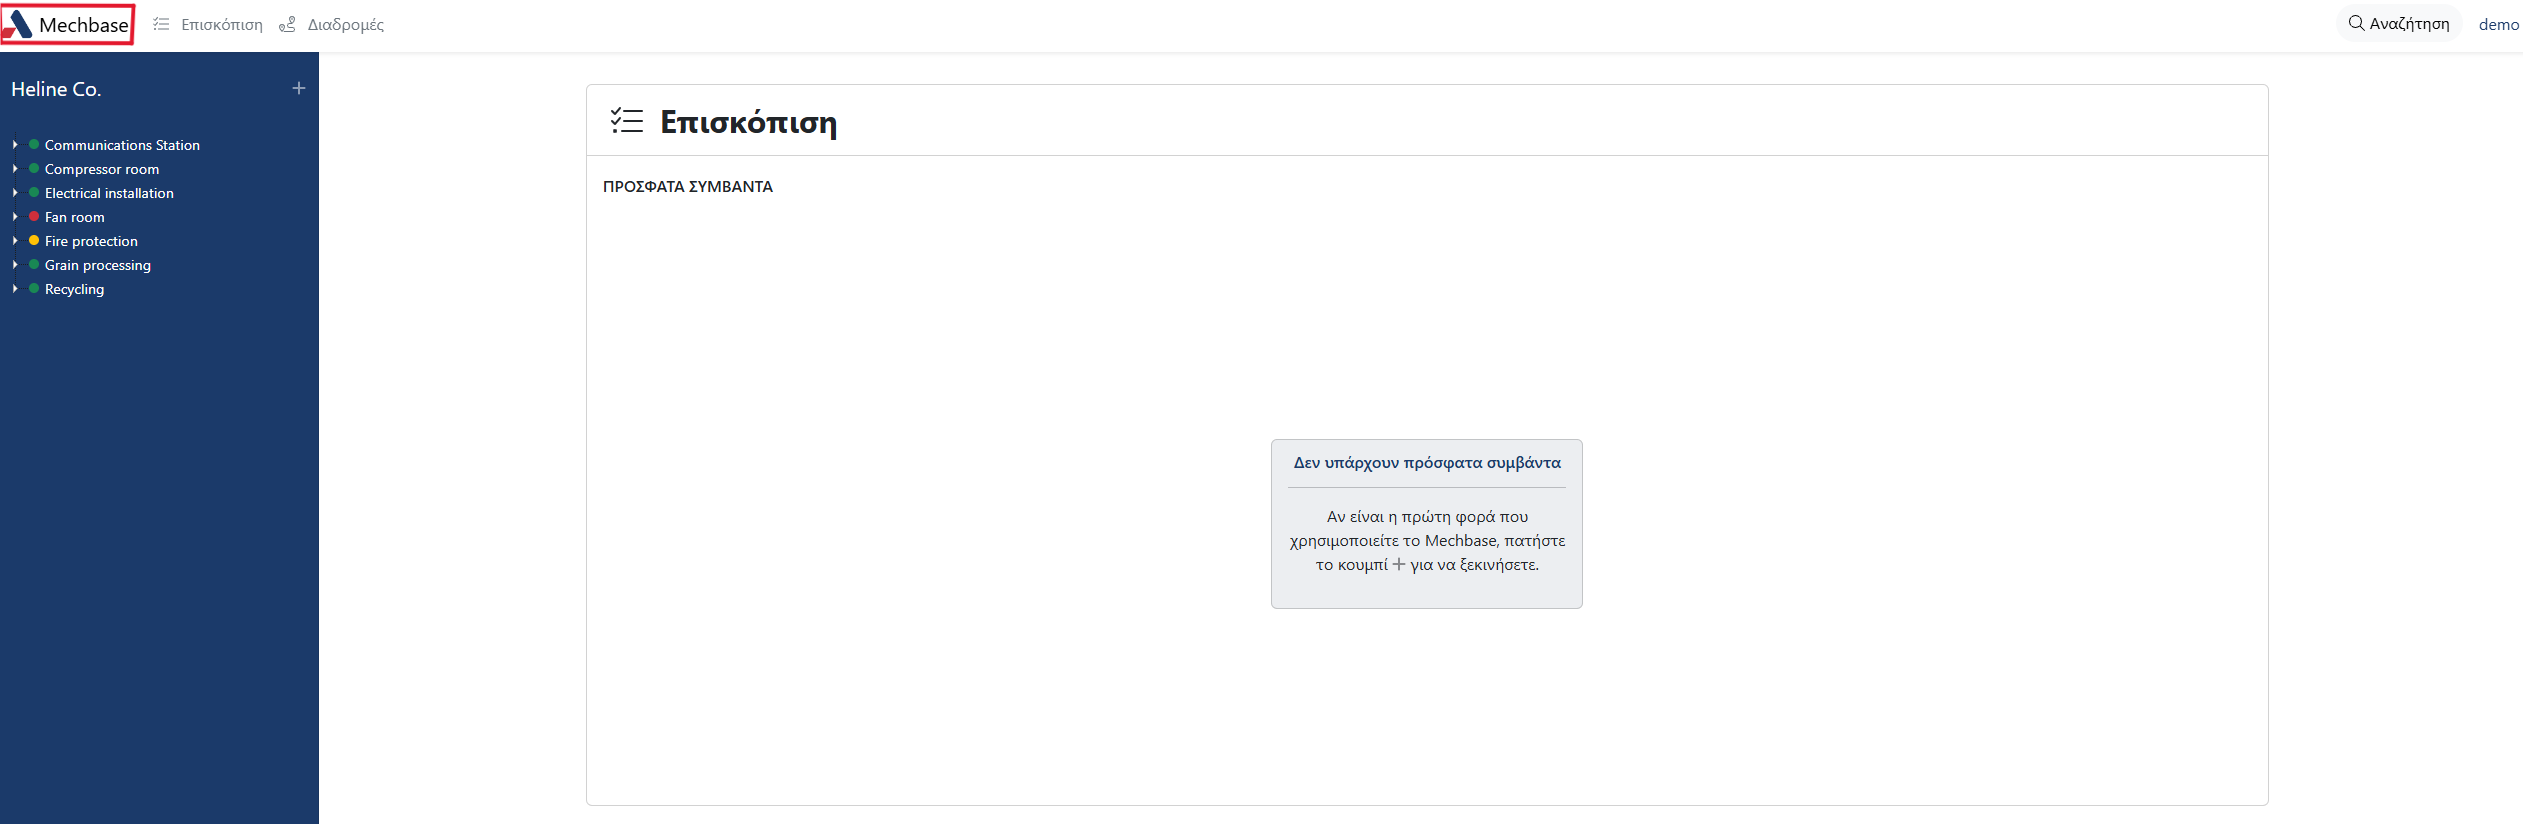 Mechbase Επισκόπιση Διαδρομές Αναζήτηση demo
Heline Co.
Communications Station
Compressor room
Electrical installation
Fan room
Fire protection
Grain processing
Recycling
Επισκόπιση
ΠΡΟΣΦΑΤΑ ΣΥΜΒΑΝΤΑ
Δεν υπάρχουν πρόσφατα συμβάντα
Αν είναι η πρώτη φορά που
χρησιμοποιείτε το Mechbase, πατήστε
το κουμπί + για να ξεκινήσετε.